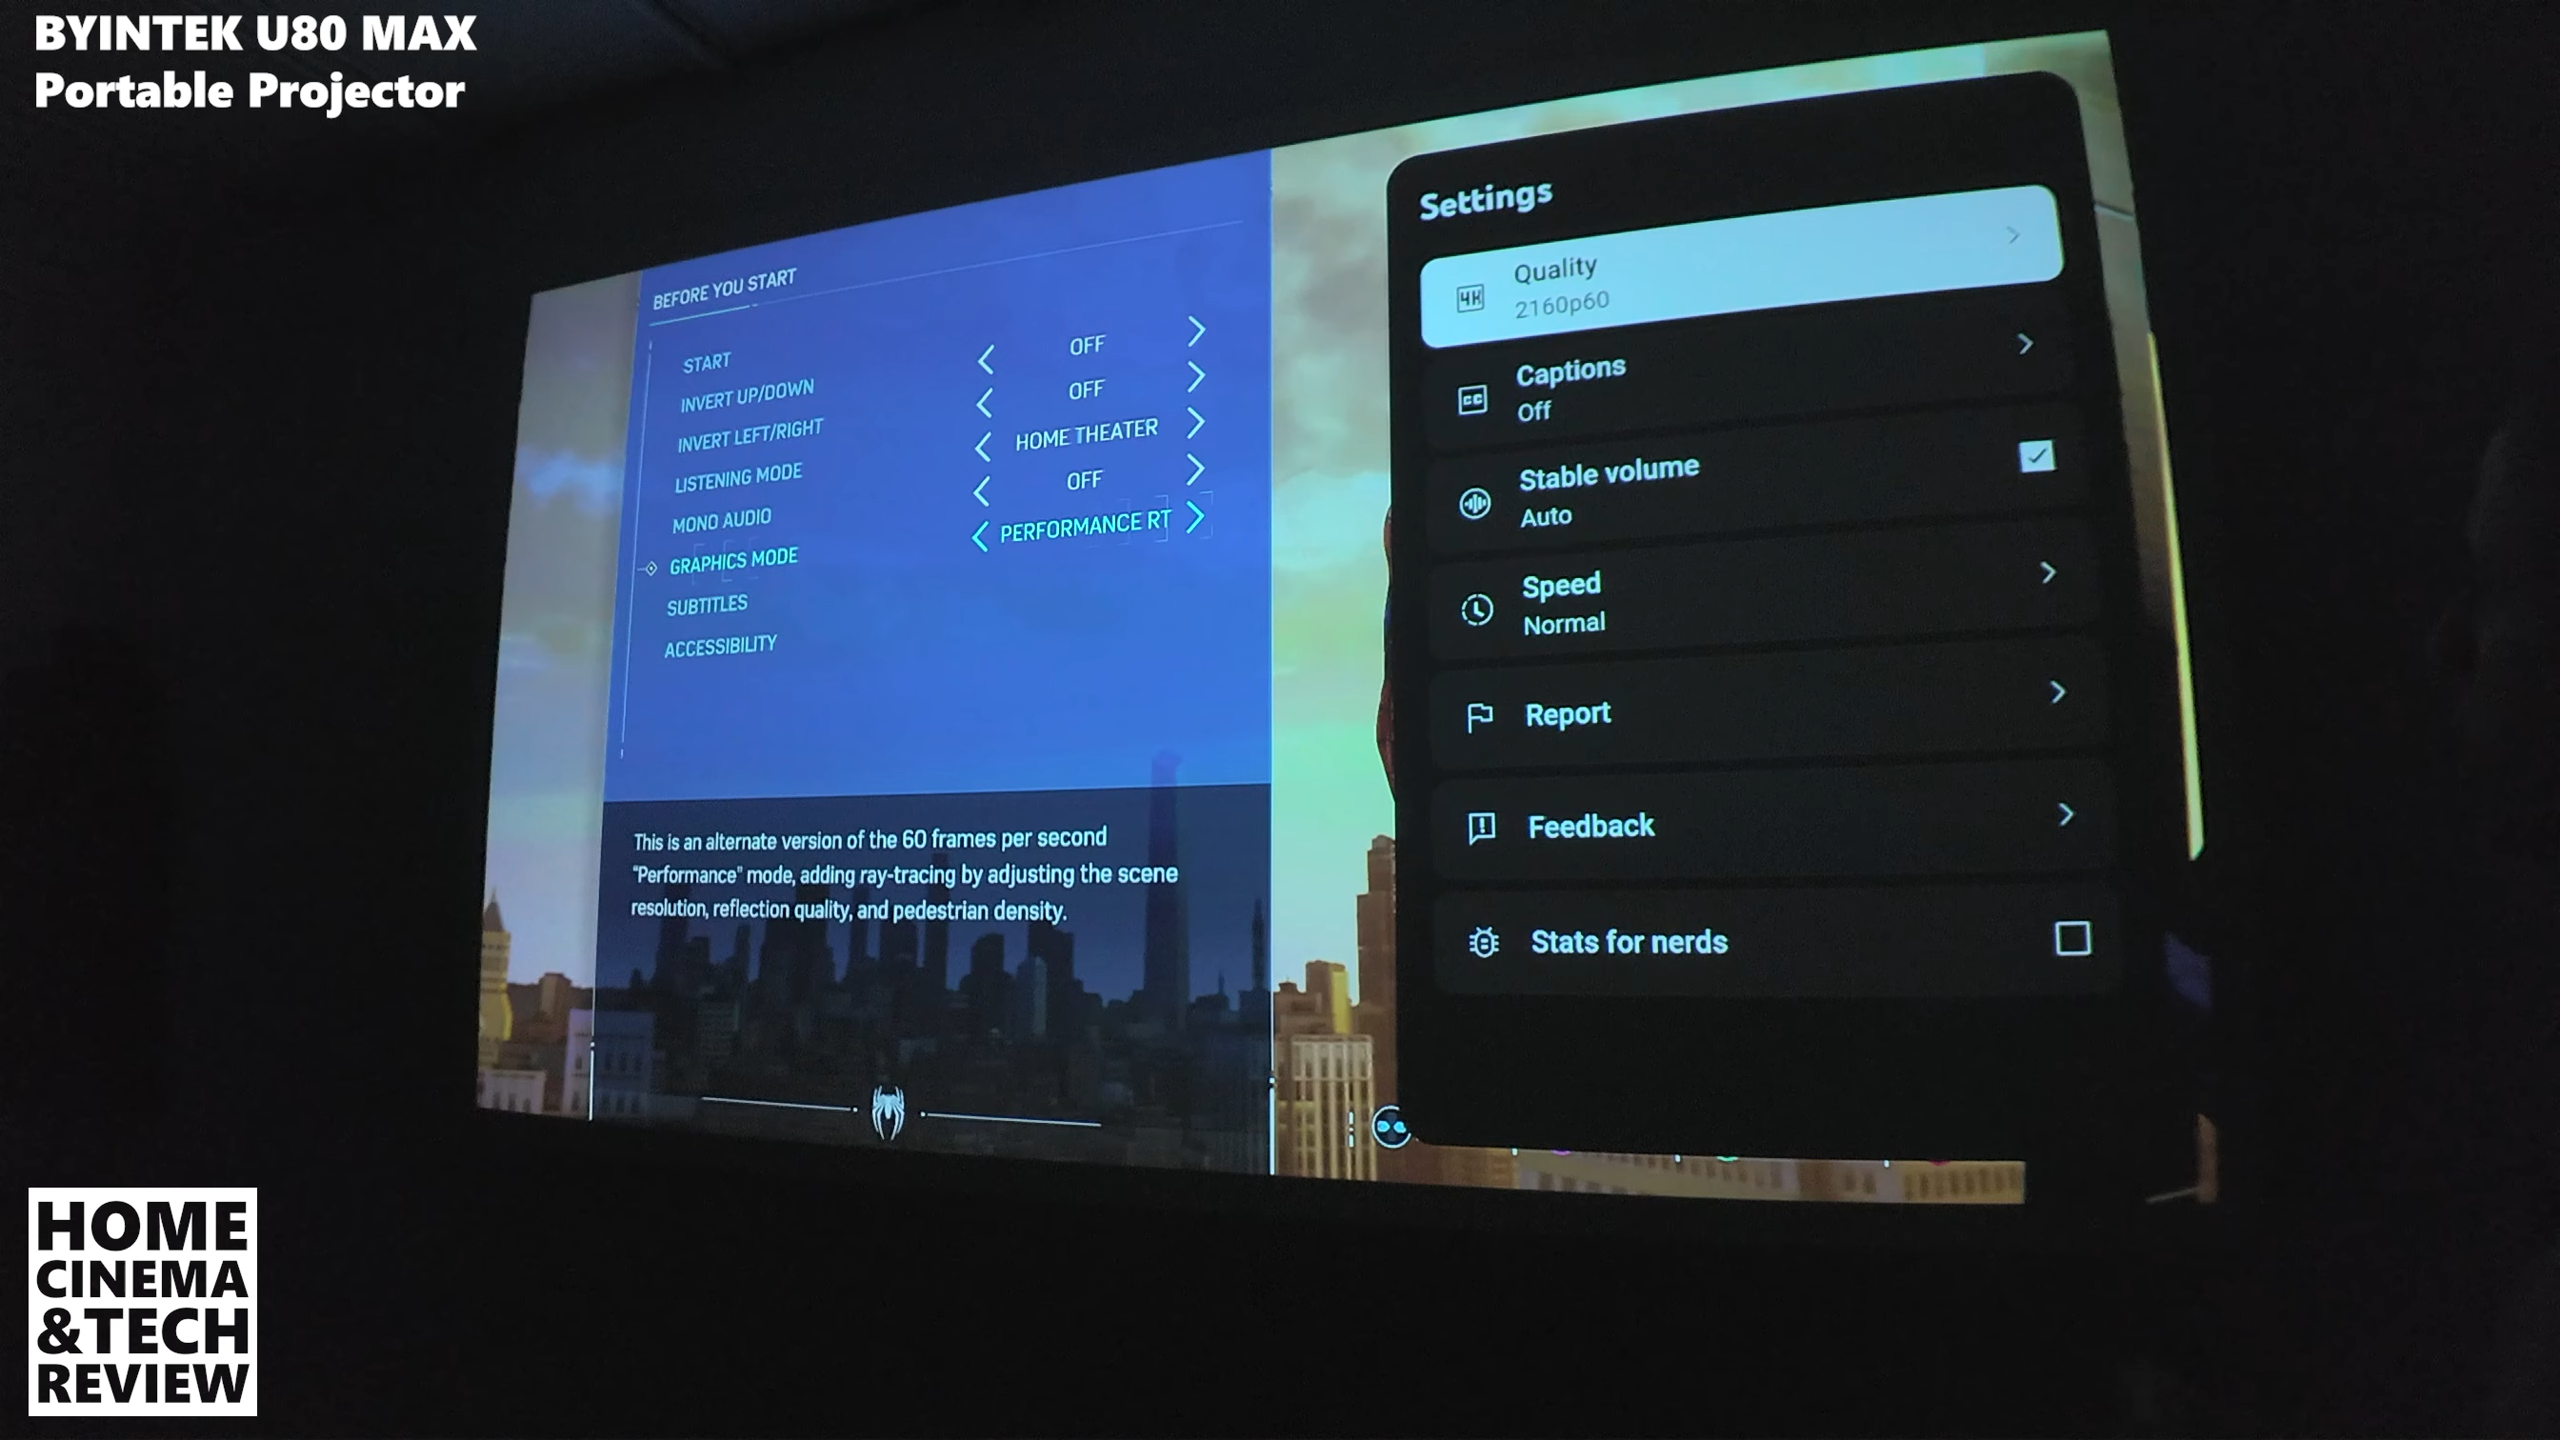 BYINTEK U80 MAX
Portable Projector
BEFORE YOU START
START
INVERT UP/DOWN
OFF
INVERT LEFT/RIGHT
OFF
LISTENING MODE
HOME THEATER
MONO AUDIO
OFF
GRAPHICS MODE
PERFORMANCE RT
SUBTITLES
ACCESSIBILITY
This is an alternate version of the 60 frames per second
“Performance” mode, adding ray-tracing by adjusting the scene
resolution, reflection quality, and pedestrian density.
Settings
4K
Quality
2160p60
CC
Captions
Off
Stable volume
Auto
Speed
Normal
Report
Feedback
Stats for nerds
HOME
CINEMA
&TECH
REVIEW